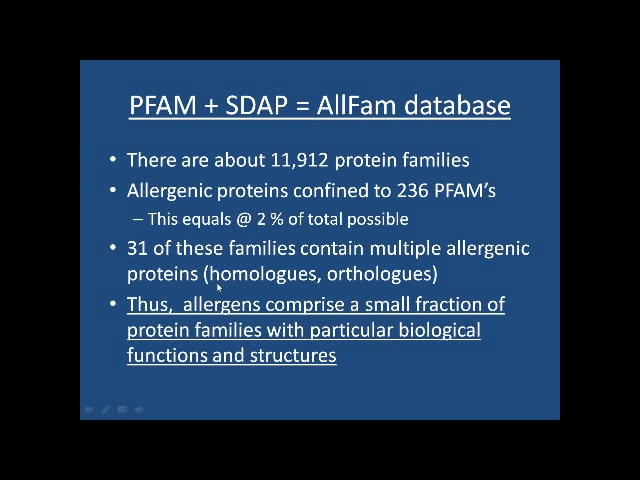 PFAM + SDAP = AllFam database
• There are about 11,912 protein families
• Allergenic proteins confined to 236 PFAM's
– This equals @ 2 % of total possible
• 31 of these families contain multiple allergenic
proteins (homologues, orthologues)
• Thus, allergens comprise a small fraction of
protein families with particular biological
functions and structures